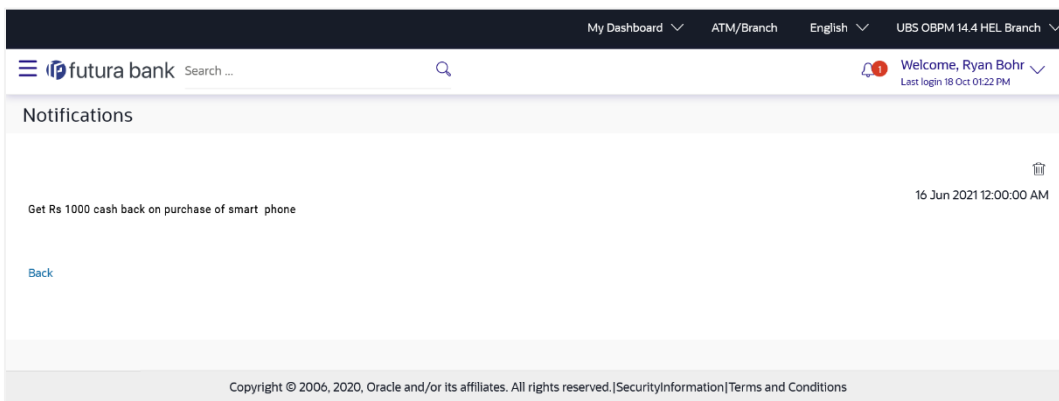 My Dashboard ATM/Branch English UBS OBPM 14.4 HEL Branch
futura bank Search ... 1 Welcome, Ryan Bohr
Last login 18 Oct 01:22 PM
Notifications
16 Jun 2021 12:00:00 AM
Get Rs 1000 cash back on purchase of smart phone
Back
Copyright © 2006, 2020, Oracle and/or its affiliates. All rights reserved.|SecurityInformation|Terms and Conditions